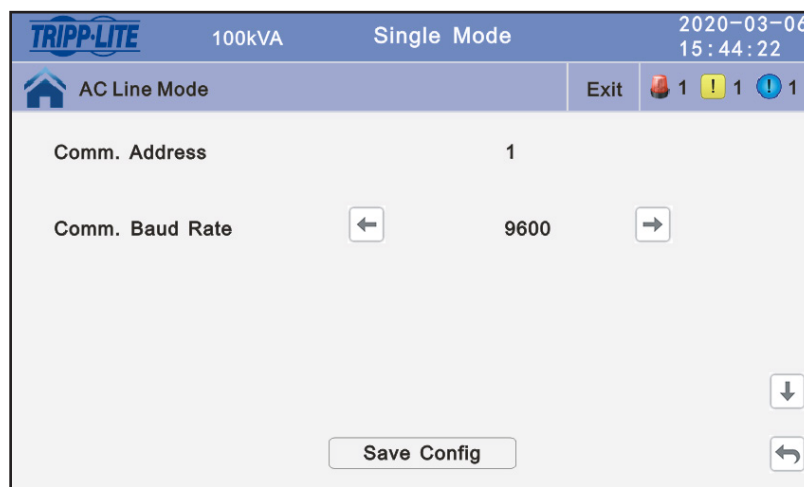 TRIPP·LITE 100kVA Single Mode 2020-03-06
15:44:22
AC Line Mode Exit 1 ! 1 ! 1
Comm. Address 1
Comm. Baud Rate 9600
Save Config